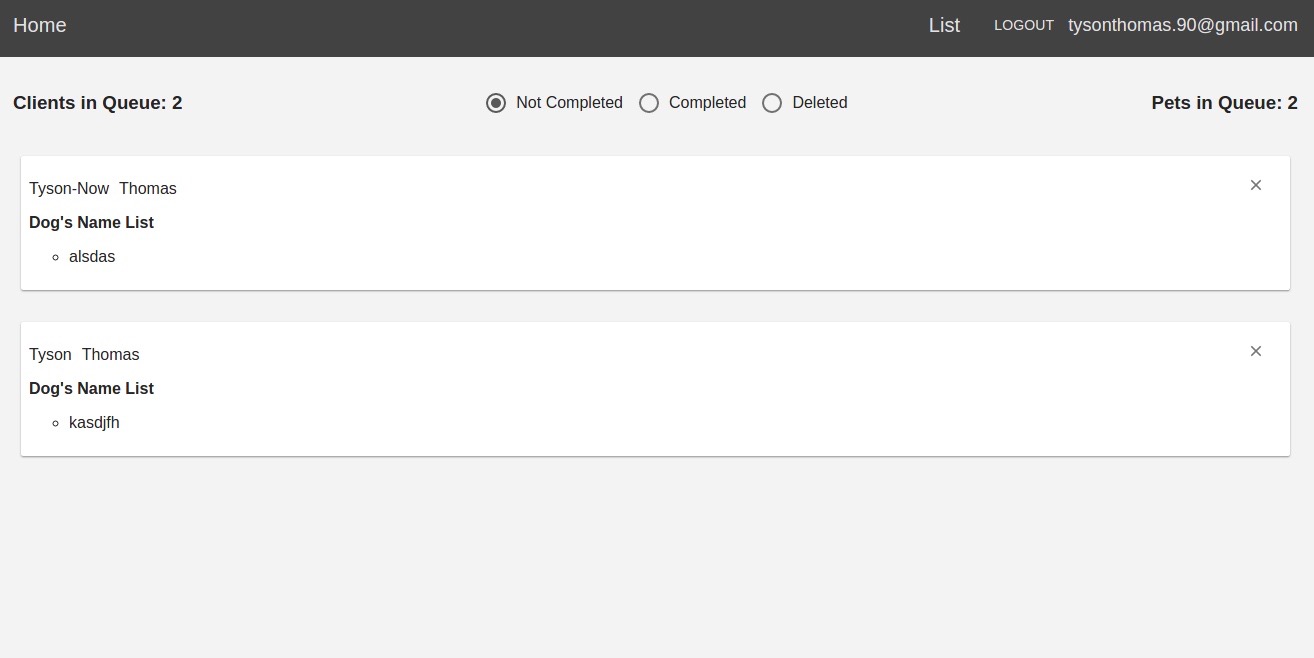 Home List LOGOUT tysonthomas.90@gmail.com
Clients in Queue: 2 Not Completed Completed Deleted Pets in Queue: 2
Tyson-Now Thomas
Dog's Name List
alsdas
Tyson Thomas
Dog's Name List
kasdjfh